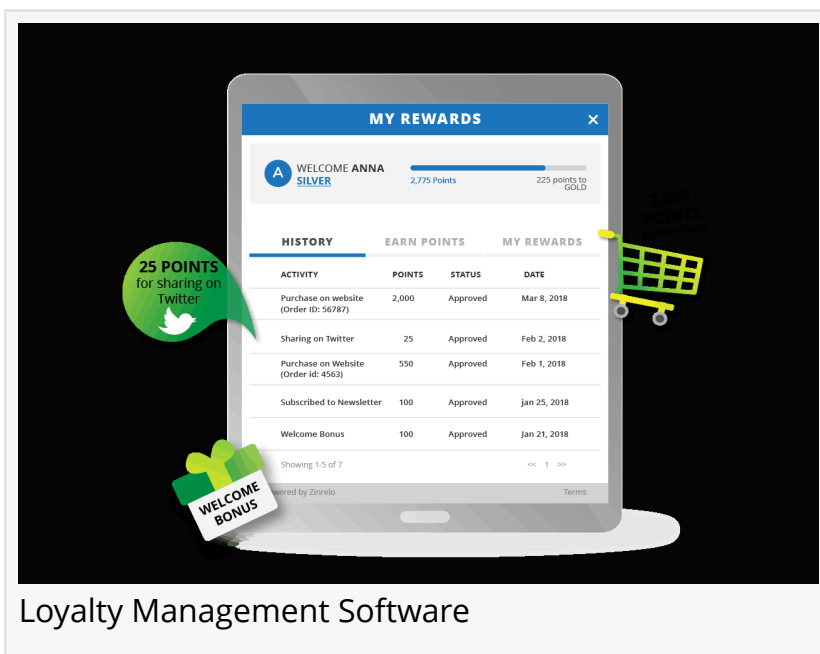 MY REWARDS ×
A WELCOME ANNA
SILVER
2,775 Points 225 points to
GOLD
2,000
POINTS
for Purchase
HISTORY EARN POINTS MY REWARDS
25 POINTS
for sharing on
Twitter
ACTIVITY POINTS STATUS DATE
Purchase on website 2,000 Approved Mar 8, 2018
(Order ID: 56787)
Sharing on Twitter 25 Approved Feb 2, 2018
Purchase on Website 550 Approved Feb 1, 2018
(Order id: 4563)
Subscribed to Newsletter 100 Approved jan 25, 2018
Welcome Bonus 100 Approved Jan 21, 2018
Showing 1-5 of 7 << 1 >>
WELCOME
BONUS
wered by Zinrelo Terms
Loyalty Management Software